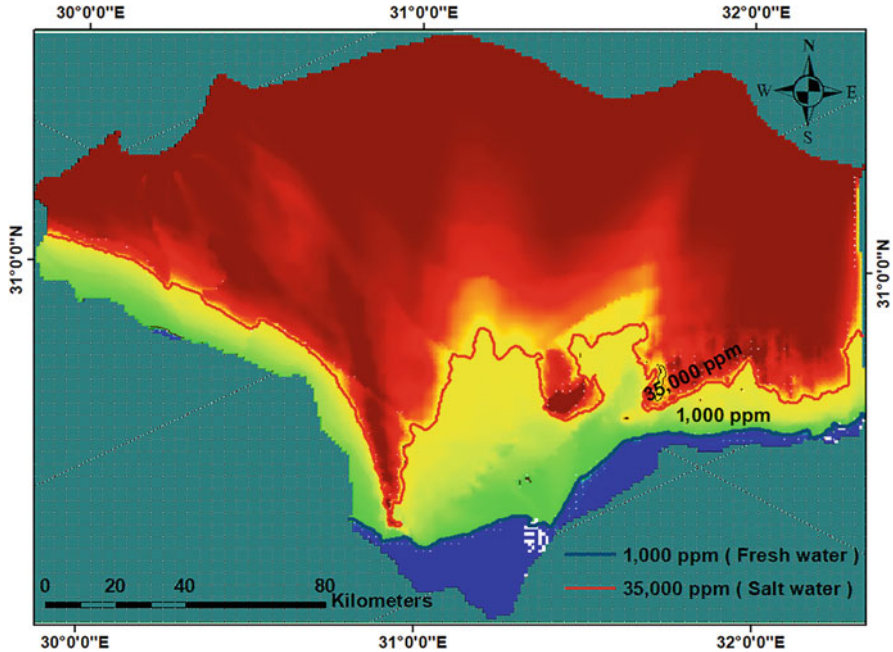 30°0'0"E 31°0'0"E 32°0'0"E
N
W E
S
31°0'0"N 31°0'0"N
35,000 ppm
1,000 ppm
1,000 ppm ( Fresh water )
35,000 ppm ( Salt water )
0 10 20 40 80
Kilometers
30°0'0"E 31°0'0"E 32°0'0"E